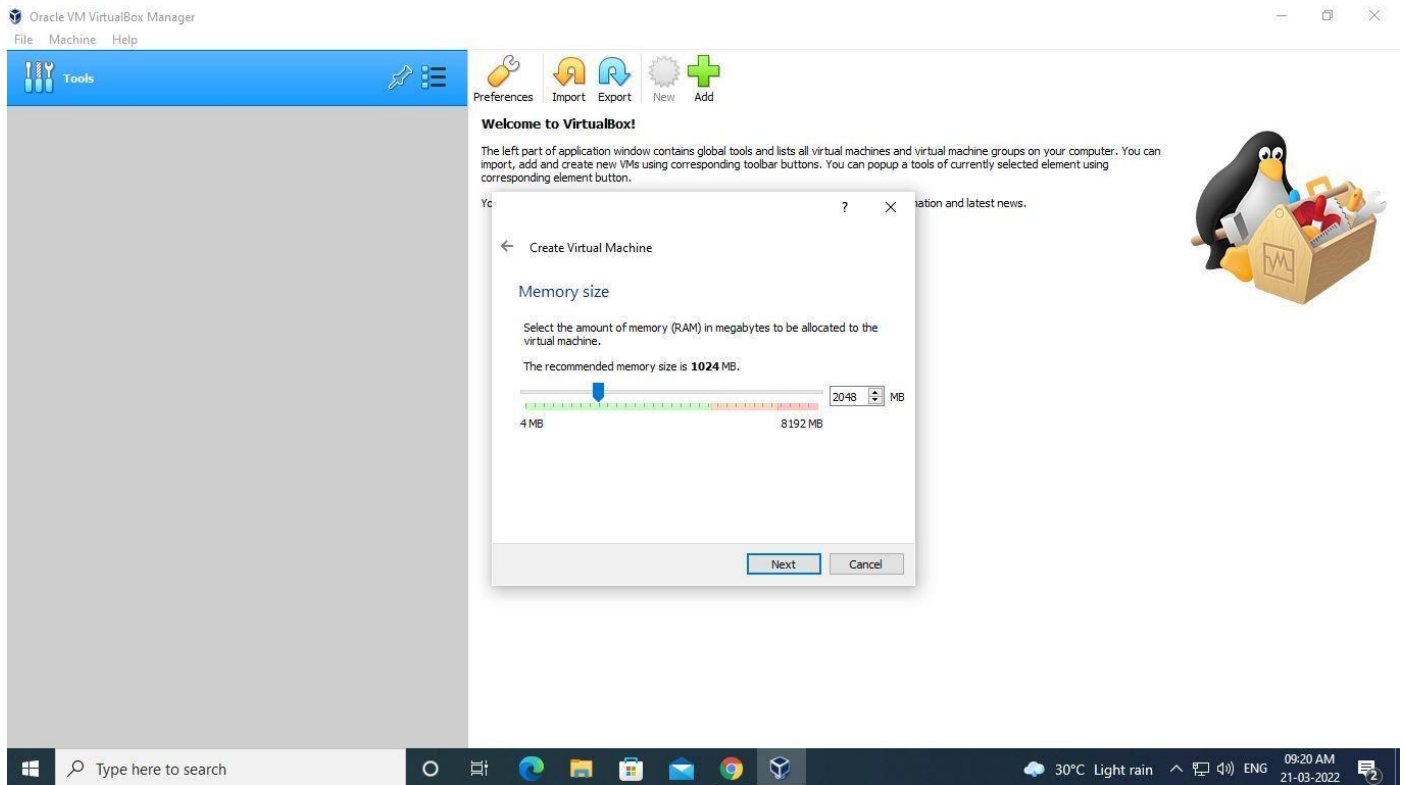 Oracle VM VirtualBox Manager
File Machine Help
Tools
Preferences Import Export New Add
Welcome to VirtualBox!
The left part of application window contains global tools and lists all virtual machines and virtual machine groups on your computer. You can
import, add and create new VMs using corresponding toolbar buttons. You can popup a tools of currently selected element using
corresponding element button.
ation and latest news.
?
Create Virtual Machine
Memory size
Select the amount of memory (RAM) in megabytes to be allocated to the
virtual machine.
The recommended memory size is 1024 MB.
2048 MB
4 MB 8192 MB
Next Cancel
Type here to search
30°C Light rain ENG 09:20 AM
21-03-2022
2